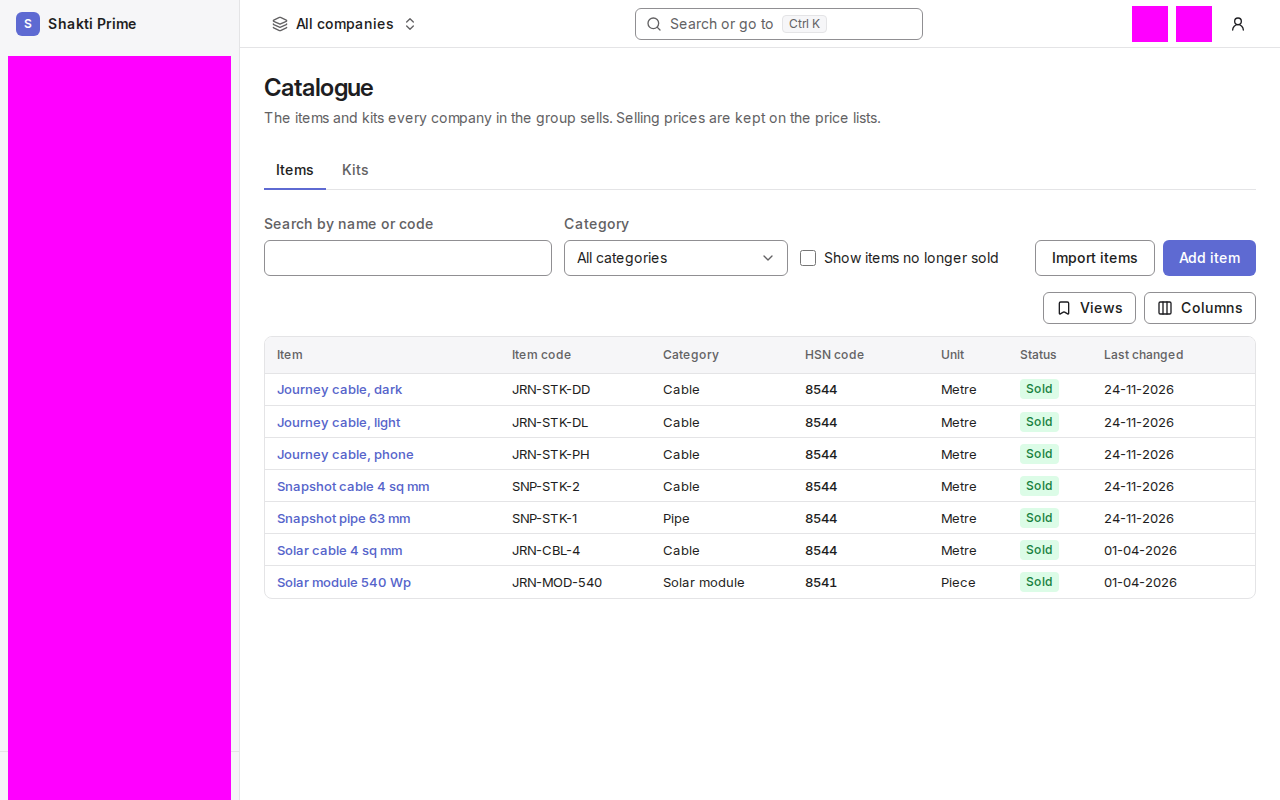 S Shakti Prime
All companies
Search or go to Ctrl K
Catalogue
The items and kits every company in the group sells. Selling prices are kept on the price lists.
Items Kits
Search by name or code Category
All categories Show items no longer sold Import items Add item
Views Columns
Item Item code Category HSN code Unit Status Last changed
Journey cable, dark JRN-STK-DD Cable 8544 Metre Sold 24-11-2026
Journey cable, light JRN-STK-DL Cable 8544 Metre Sold 24-11-2026
Journey cable, phone JRN-STK-PH Cable 8544 Metre Sold 24-11-2026
Snapshot cable 4 sq mm SNP-STK-2 Cable 8544 Metre Sold 24-11-2026
Snapshot pipe 63 mm SNP-STK-1 Pipe 8544 Metre Sold 24-11-2026
Solar cable 4 sq mm JRN-CBL-4 Cable 8544 Metre Sold 01-04-2026
Solar module 540 Wp JRN-MOD-540 Solar module 8541 Piece Sold 01-04-2026